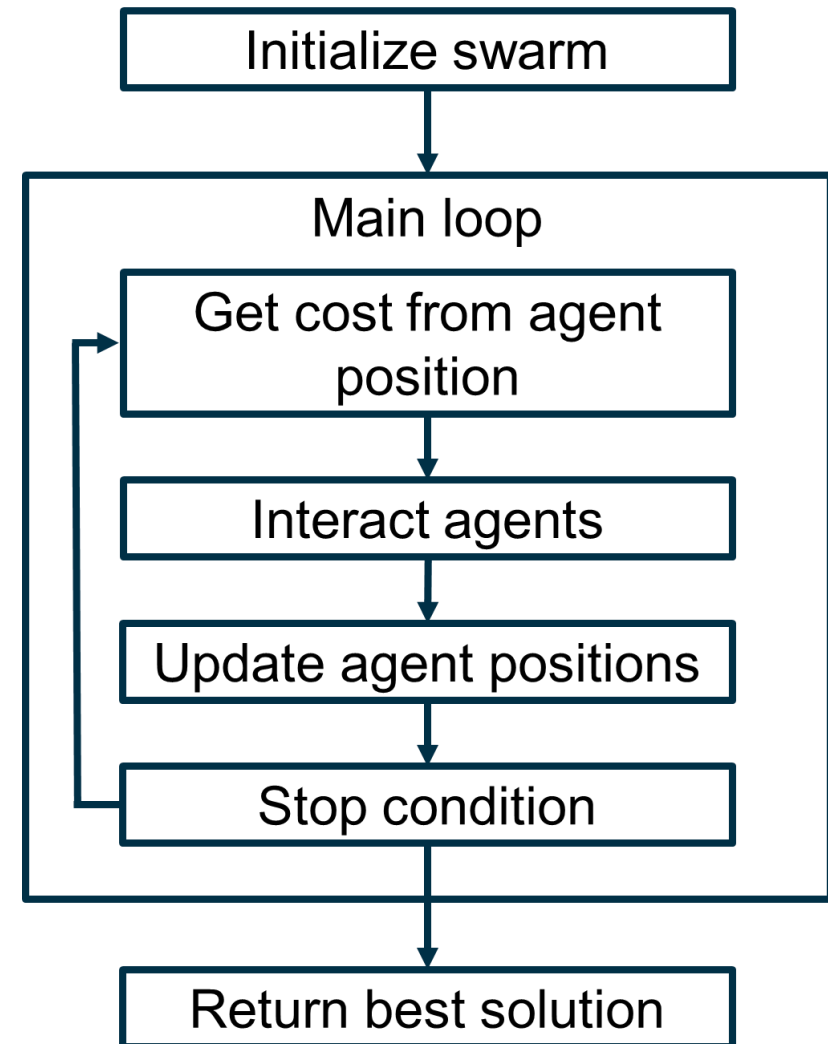 Initialize swarm
Main loop
Get cost from agent
position
Interact agents
Update agent positions
Stop condition
Return best solution